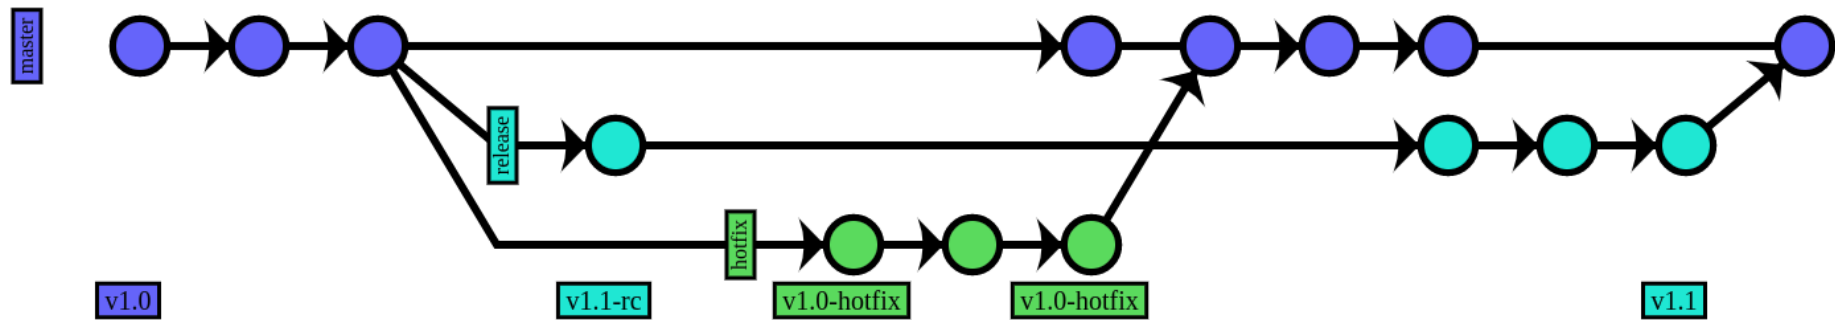 master
release
hotfix
v1.0
v1.1-rc
v1.0-hotfix
v1.0-hotfix
v1.1